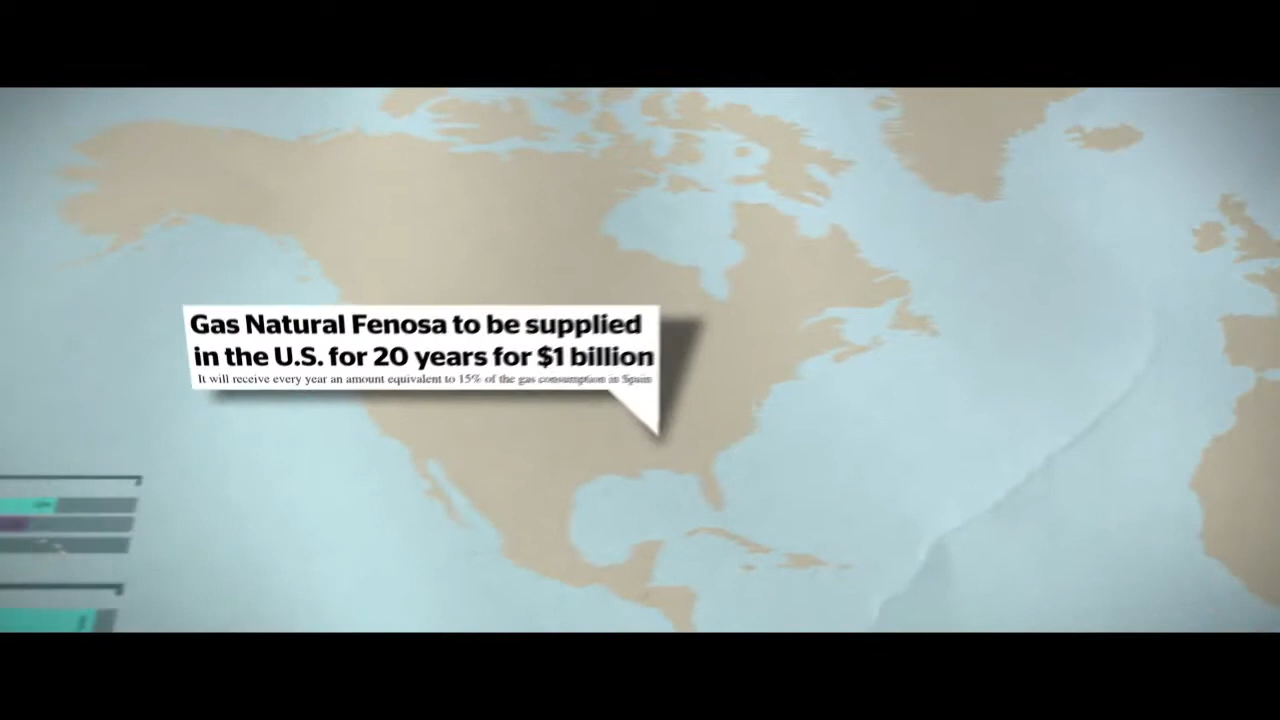 Gas Natural Fenosa to be supplied
in the U.S. for 20 years for $1 billion
It will receive every year an amount equivalent to 15% of the gas consumption in Spain